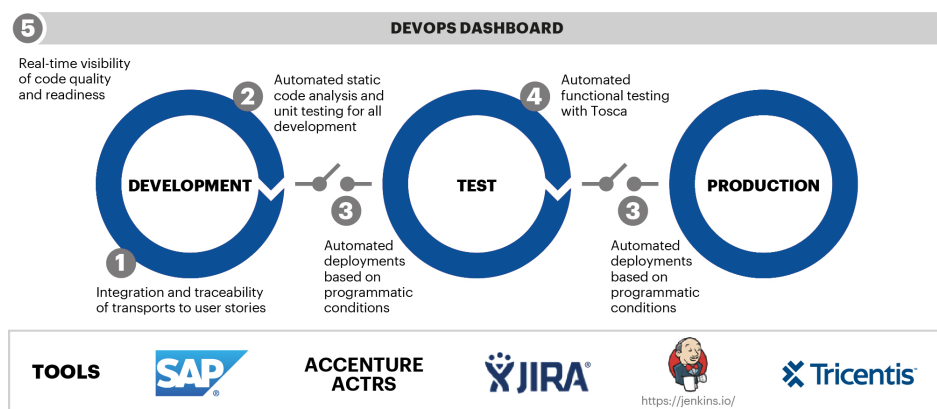 5
DEVOPS DASHBOARD
Real-time visibility
of code quality
and readiness
2
Automated static
code analysis and
unit testing for all
development
4
Automated
functional testing
with Tosca
DEVELOPMENT
TEST
PRODUCTION
3
Automated
deployments
based on
programmatic
conditions
3
Automated
deployments
based on
programmatic
conditions
1
Integration and traceability
of transports to user stories
TOOLS
SAP®
ACCENTURE
ACTRS
JIRA®
https://jenkins.io/
Tricentis